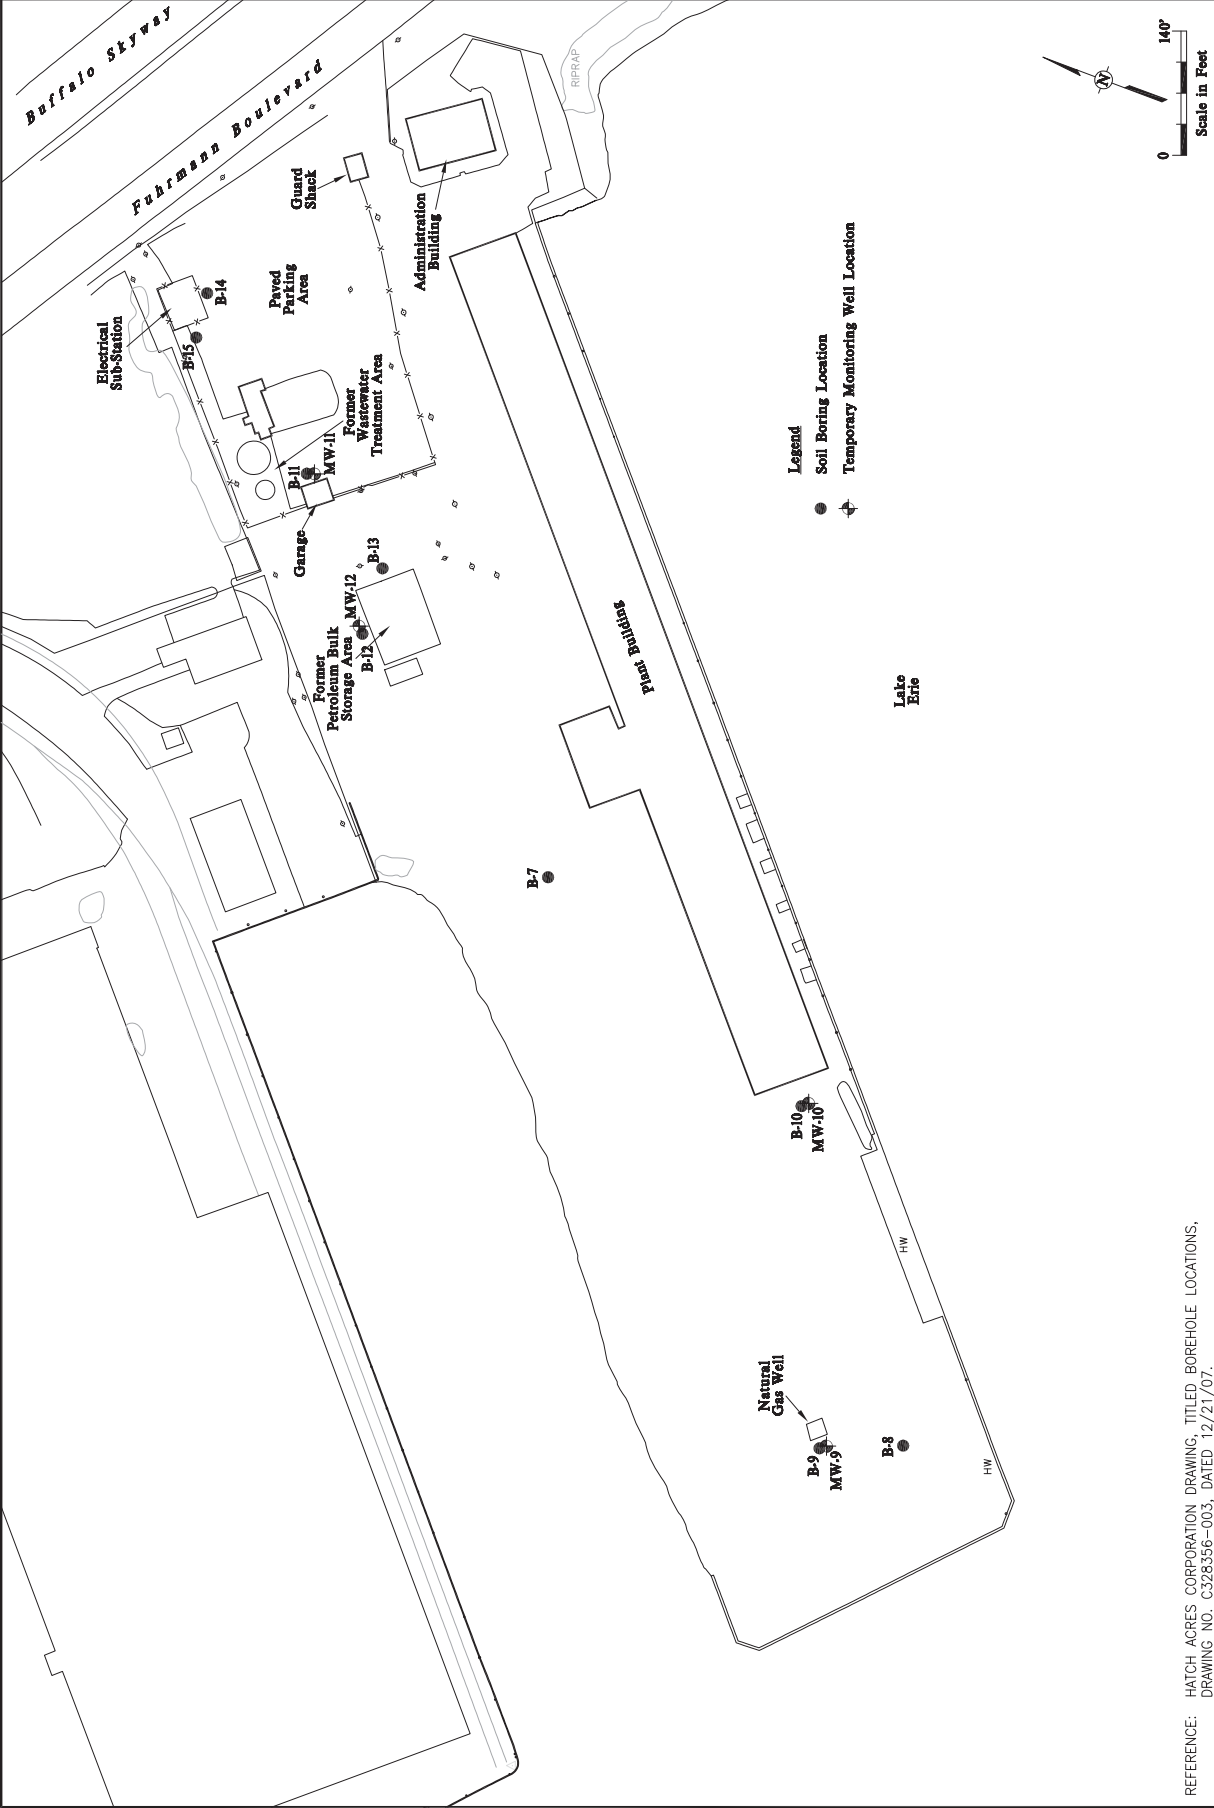 Buffalo Skyway
Fuhrmann Boulevard
RIPRAP
N
0
140'
Scale in Feet
Guard
Shack
Administration
Building
Electrical
Sub-Station
B-14
B-15
Paved
Parking
Area
Former
Wastewater
Treatment Area
B-11
MW-11
Garage
B-13
MW-12
B-12
Former
Petroleum Bulk
Storage Area
Plant Building
Legend
Soil Boring Location
Temporary Monitoring Well Location
Lake
Erie
B-7
B-10
MW-10
HW
Natural
Gas Well
B-9
MW-9
B-8
HW
REFERENCE: HATCH ACRES CORPORATION DRAWING, TITLED BOREHOLE LOCATIONS,
DRAWING NO. C328356-003, DATED 12/21/07.